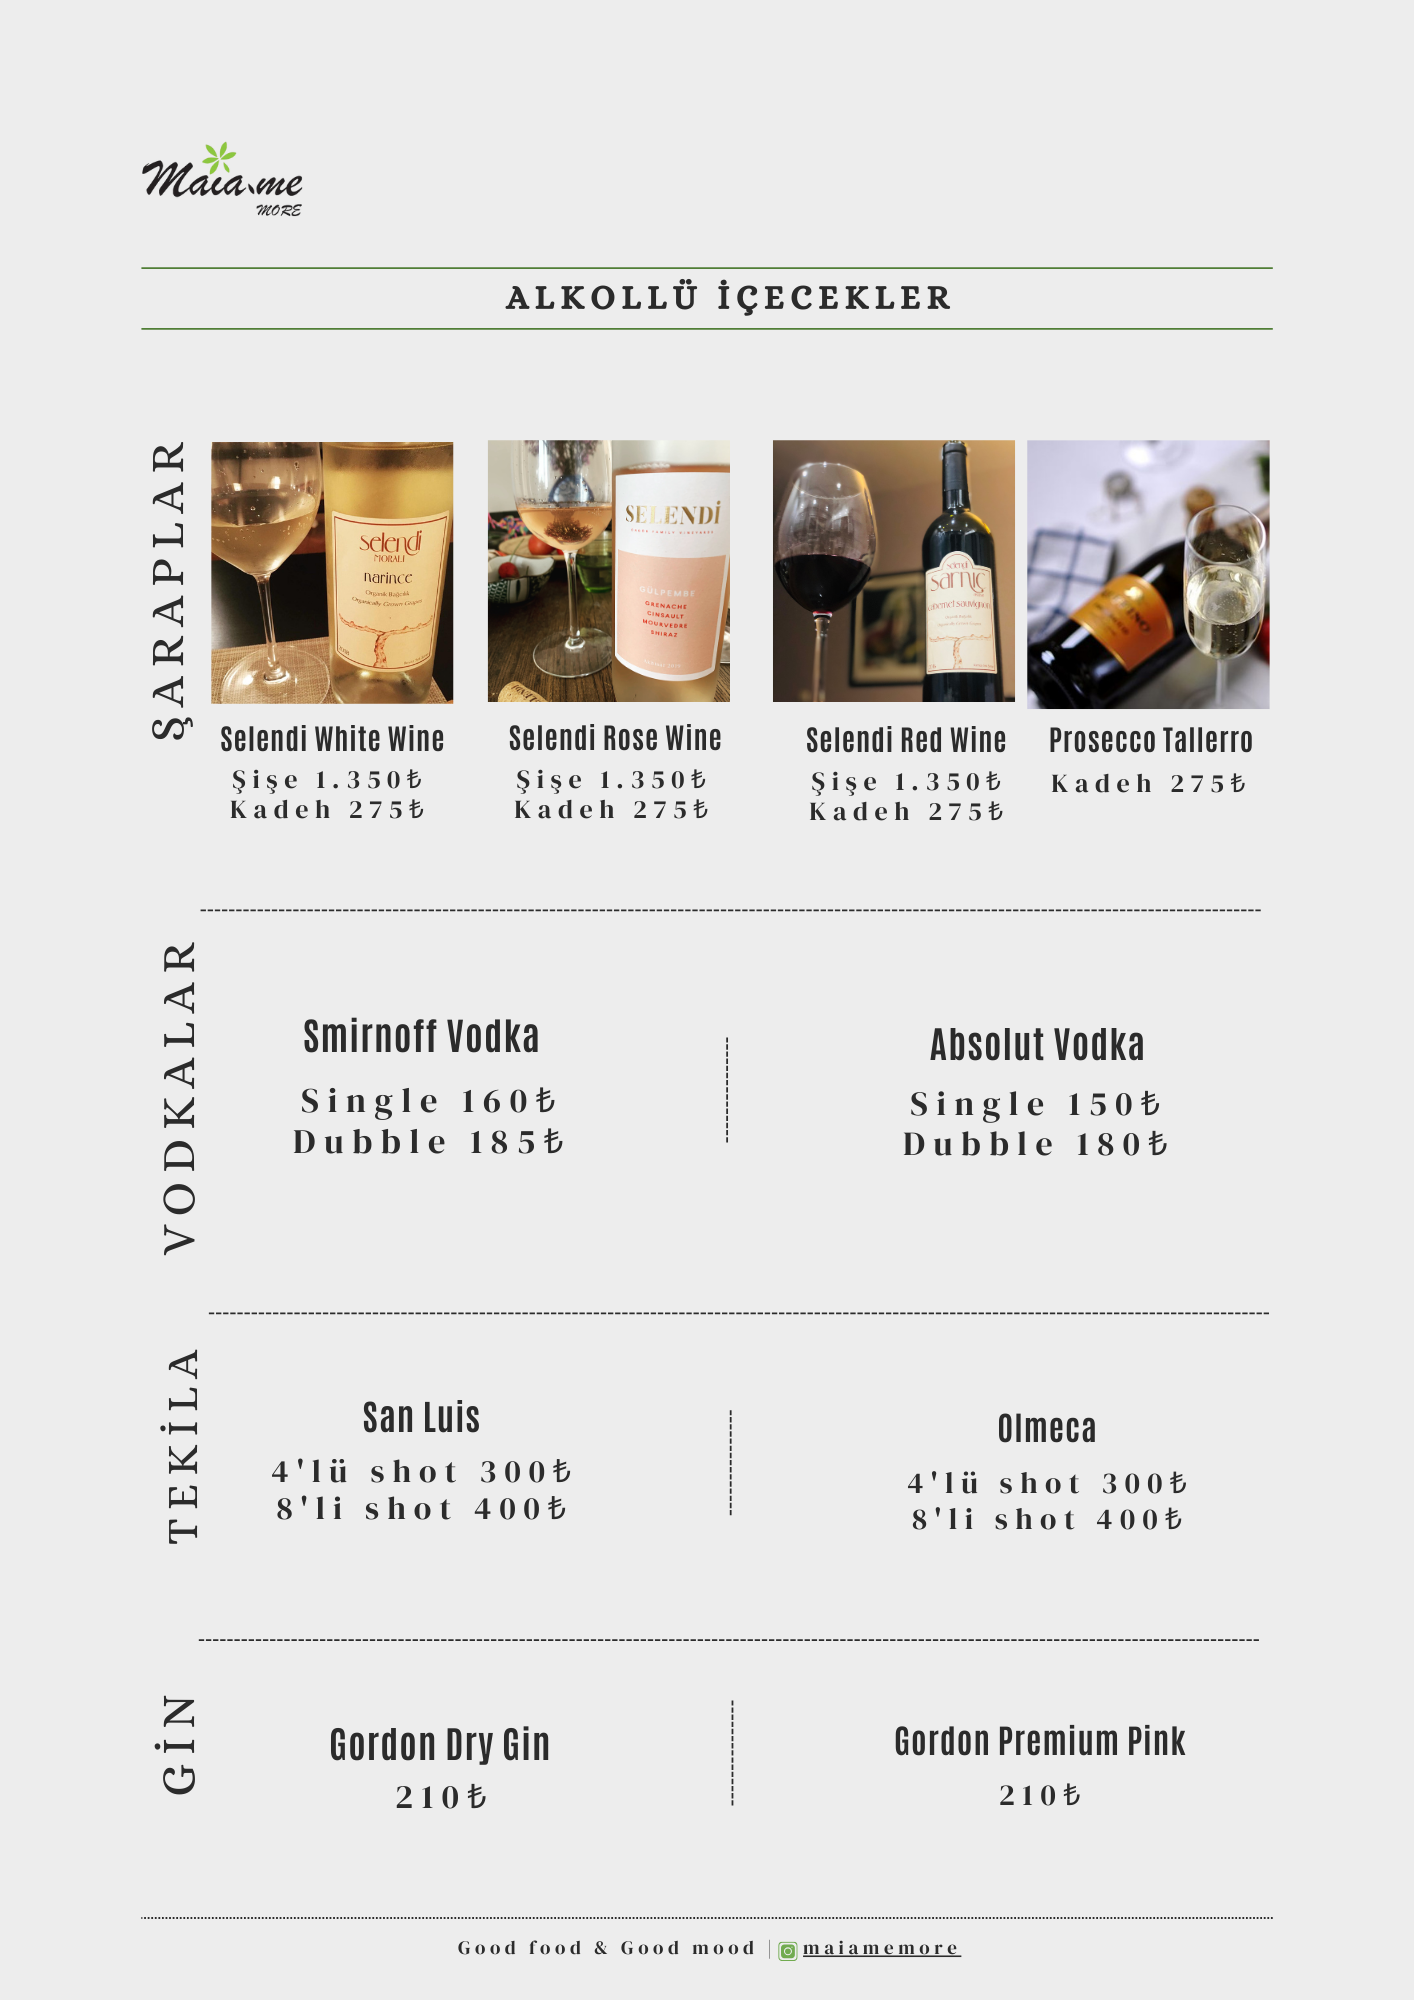 Maia.me
MORE
ALKOLLÜ İÇECEKLER
ŞARAPLAR
selendi
MORALI
narince
Organik Bağcılık
Organically Grown Grapes
SELENDİ
GÜLPEMBE
GRENACHE
CINSAULT
MOURVEDRE
SHIRAZ
selendi
sarnıç
cabernet sauvignon
Selendi White Wine
Şişe 1.350₺
Kadeh 275₺
Selendi Rose Wine
Şişe 1.350₺
Kadeh 275₺
Selendi Red Wine
Şişe 1.350₺
Kadeh 275₺
Prosecco Tallerro
Kadeh 275₺
VODKALAR
Smirnoff Vodka
Single 160₺
Dubble 185₺
Absolut Vodka
Single 150₺
Dubble 180₺
TEKİLA
San Luis
4'lü shot 300₺
8'li shot 400₺
Olmeca
4'lü shot 300₺
8'li shot 400₺
GİN
Gordon Dry Gin
210₺
Gordon Premium Pink
210₺
Good food & Good mood | maiamemore